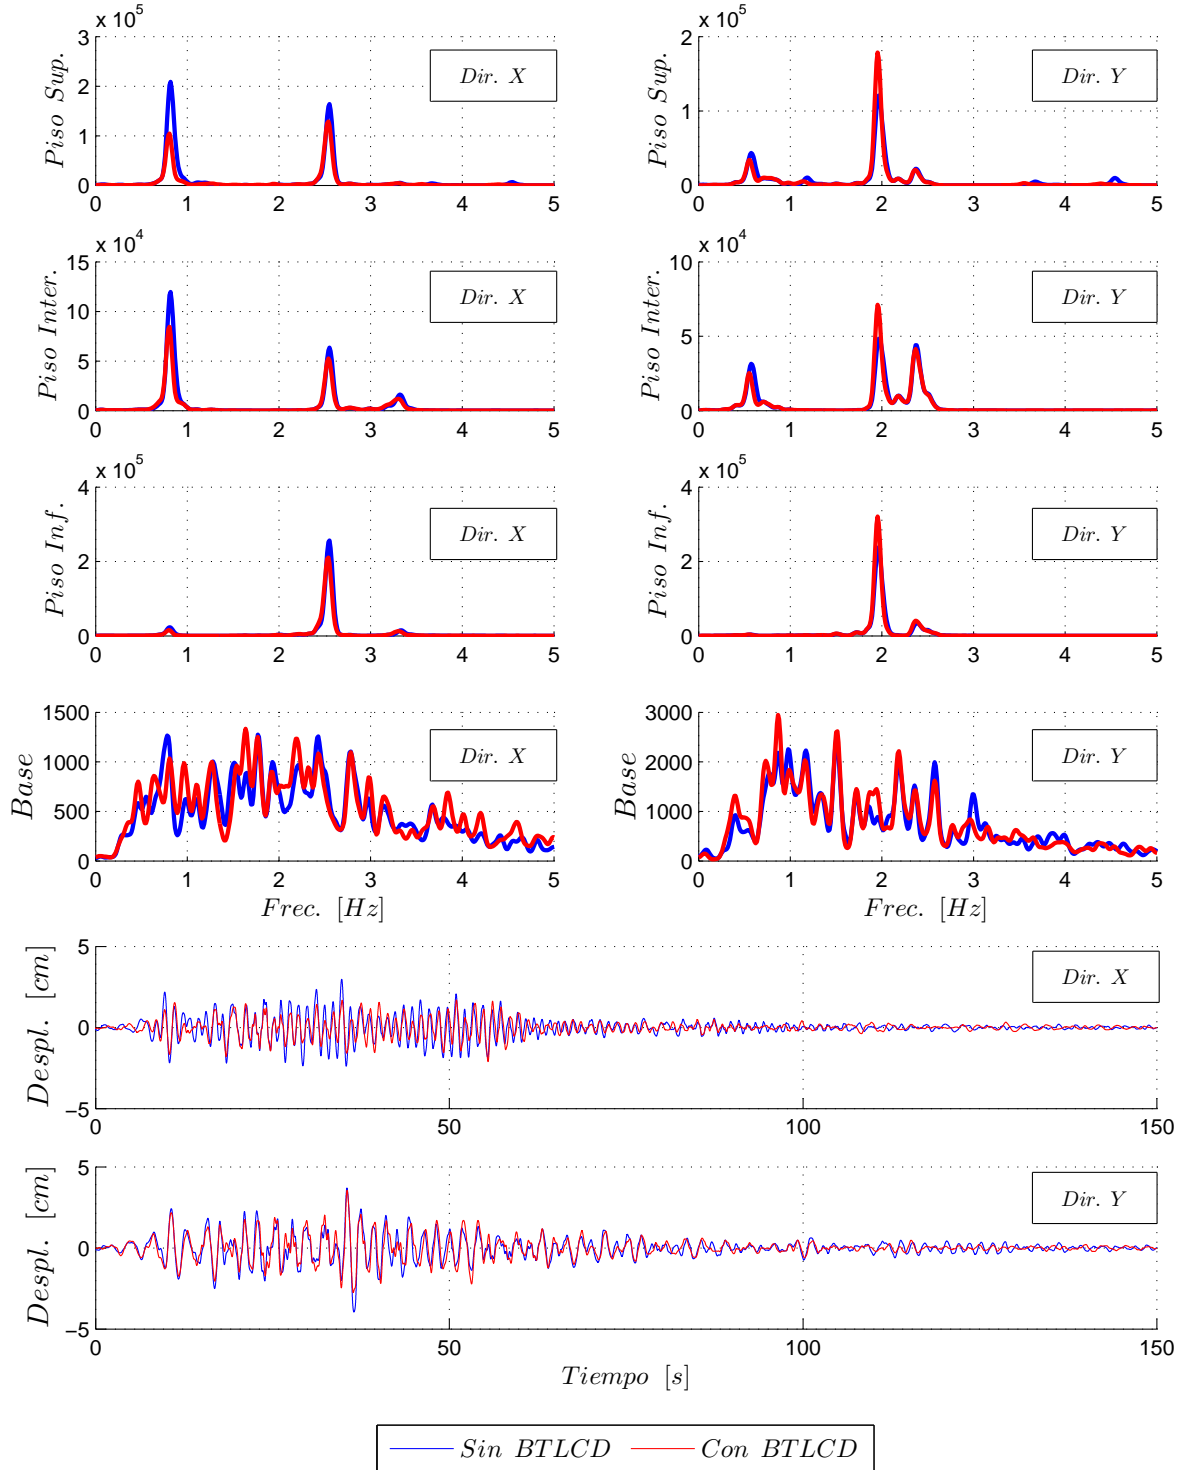 x 10^5
3
2
1
0
Piso Sup.
Dir. X
0 1 2 3 4 5
x 10^5
2
1
0
Piso Sup.
Dir. Y
0 1 2 3 4 5
x 10^4
15
10
5
0
Piso Inter.
Dir. X
0 1 2 3 4 5
x 10^4
10
5
0
Piso Inter.
Dir. Y
0 1 2 3 4 5
x 10^5
4
2
0
Piso Inf.
Dir. X
0 1 2 3 4 5
x 10^5
4
2
0
Piso Inf.
Dir. Y
0 1 2 3 4 5
1500
1000
500
0
Base
Dir. X
0 1 2 3 4 5
Frec. [Hz]
3000
2000
1000
0
Base
Dir. Y
0 1 2 3 4 5
Frec. [Hz]
5
0
−5
Despl. [cm]
Dir. X
0 50 100 150
5
0
−5
Despl. [cm]
Dir. Y
0 50 100 150
Tiempo [s]
Sin BTLCD Con BTLCD